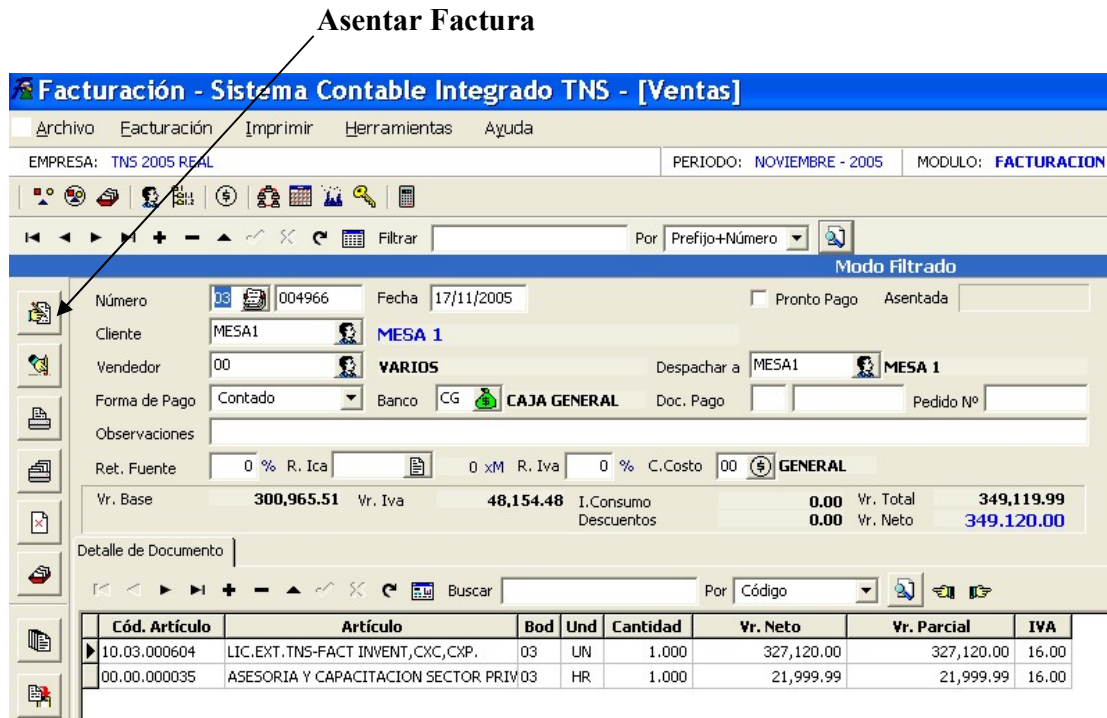 Asentar Factura
Facturación - Sistema Contable Integrado TNS - [Ventas]
Archivo Facturación Imprimir Herramientas Ayuda
EMPRESA: TNS 2005 REAL PERIODO: NOVIEMBRE - 2005 MODULO: FACTURACION
Filtrar Por Prefijo+Número
Modo Filtrado
Número 03 004966 Fecha 17/11/2005 Pronto Pago Asentada
Cliente MESA1 MESA 1
Vendedor 00 VARIOS Despachar a MESA1 MESA 1
Forma de Pago Contado Banco CG CAJA GENERAL Doc. Pago Pedido Nº
Observaciones
Ret. Fuente 0 % R. Ica 0 xM R. Iva 0 % C.Costo 00 GENERAL
Vr. Base 300,965.51 Vr. Iva 48,154.48 I.Consumo 0.00 Vr. Total 349,119.99
Descuentos 0.00 Vr. Neto 349.120.00
Detalle de Documento
Buscar Por Código
Cód. Artículo Artículo Bod Und Cantidad Vr. Neto Vr. Parcial IVA
10.03.000604 LIC.EXT.TNS-FACT INVENT,CXC,CXP. 03 UN 1.000 327,120.00 327,120.00 16.00
00.00.000035 ASESORIA Y CAPACITACION SECTOR PRIV 03 HR 1.000 21,999.99 21,999.99 16.00